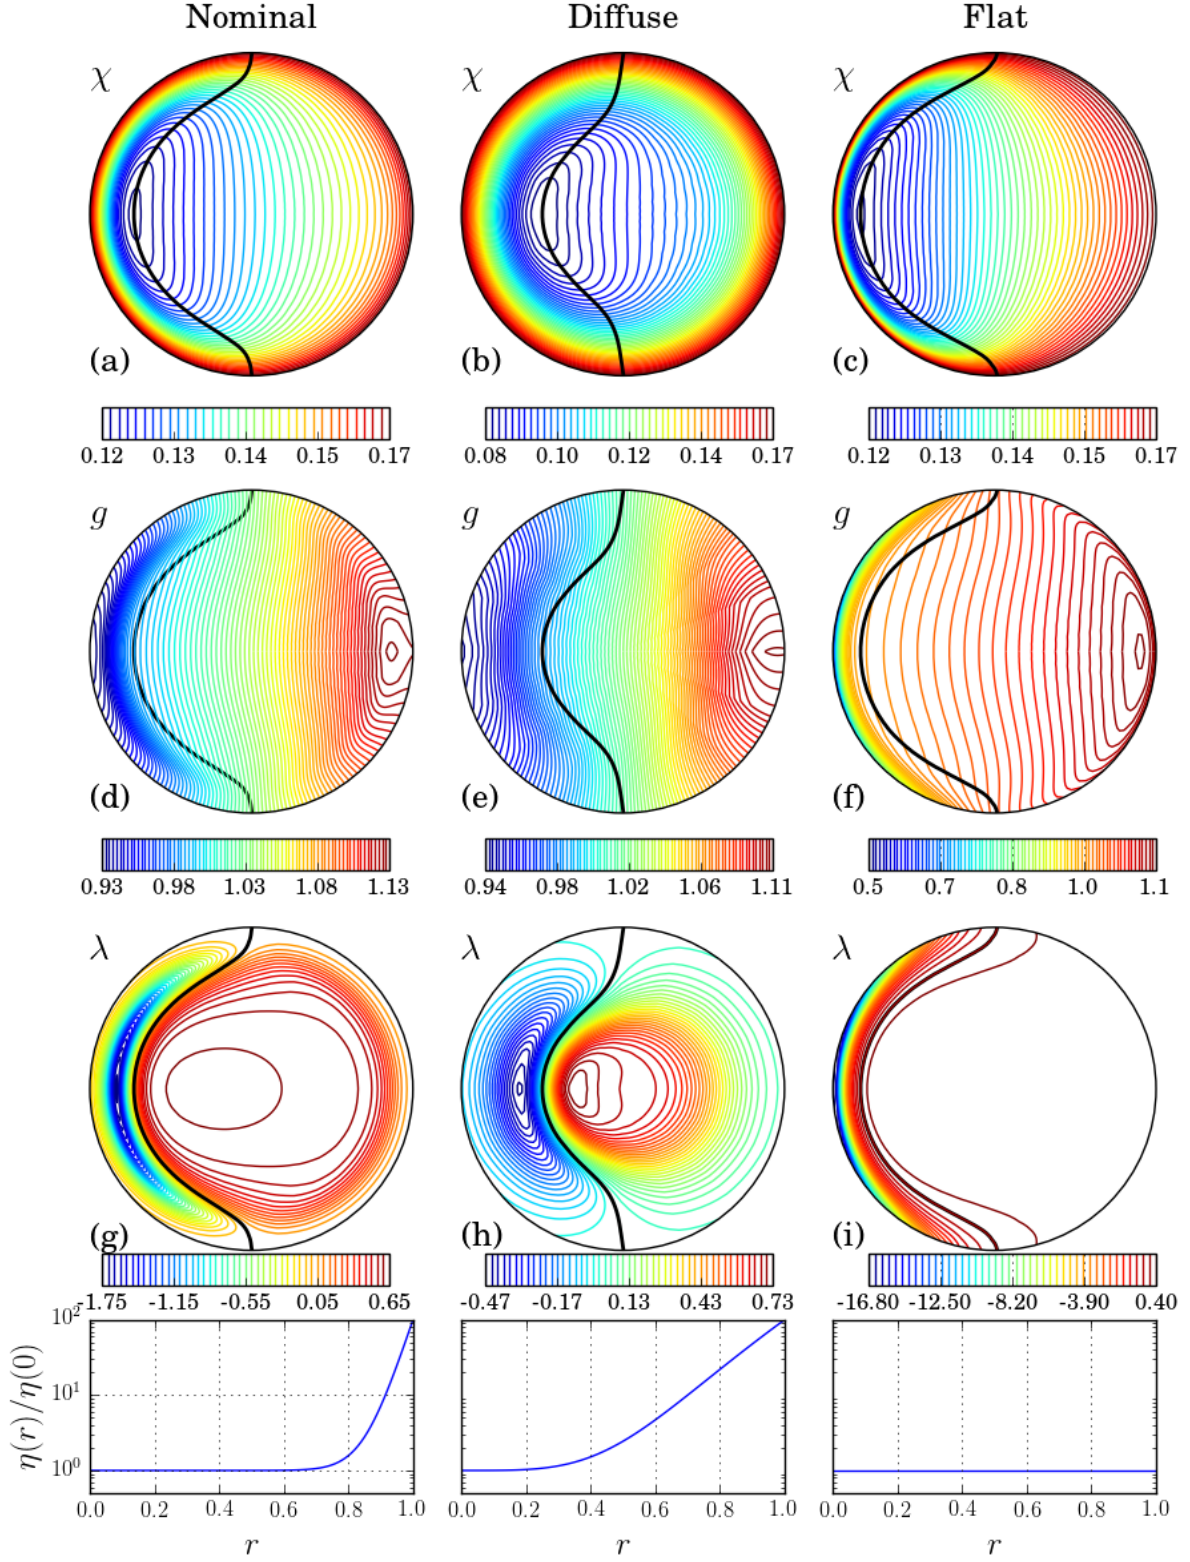 Nominal Diffuse Flat
χ χ χ
(a) (b) (c)
0.12 0.13 0.14 0.15 0.17 0.08 0.10 0.12 0.14 0.17 0.12 0.13 0.14 0.15 0.17
g g g
(d) (e) (f)
0.93 0.98 1.03 1.08 1.13 0.94 0.98 1.02 1.06 1.11 0.5 0.7 0.8 1.0 1.1
λ λ λ
(g) (h) (i)
-1.75 -1.15 -0.55 0.05 0.65 -0.47 -0.17 0.13 0.43 0.73 -16.80 -12.50 -8.20 -3.90 0.40
10²
10¹
10⁰
η(r)/η(0)
0.0 0.2 0.4 0.6 0.8 1.0 0.0 0.2 0.4 0.6 0.8 1.0 0.0 0.2 0.4 0.6 0.8 1.0
r r r